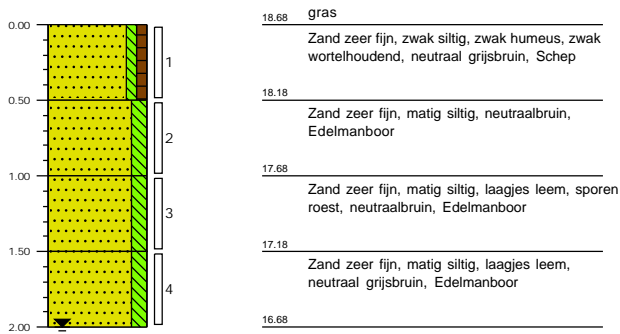 gras
0.00
18.68
Zand zeer fijn, zwak siltig, zwak humeus, zwak
wortelhoudend, neutraal grijsbruin, Schep
1
0.50
18.18
Zand zeer fijn, matig siltig, neutraalbruin,
Edelmanboor
2
1.00
17.68
Zand zeer fijn, matig siltig, laagjes leem, sporen
roest, neutraalbruin, Edelmanboor
3
1.50
17.18
Zand zeer fijn, matig siltig, laagjes leem,
neutraal grijsbruin, Edelmanboor
4
2.00
16.68